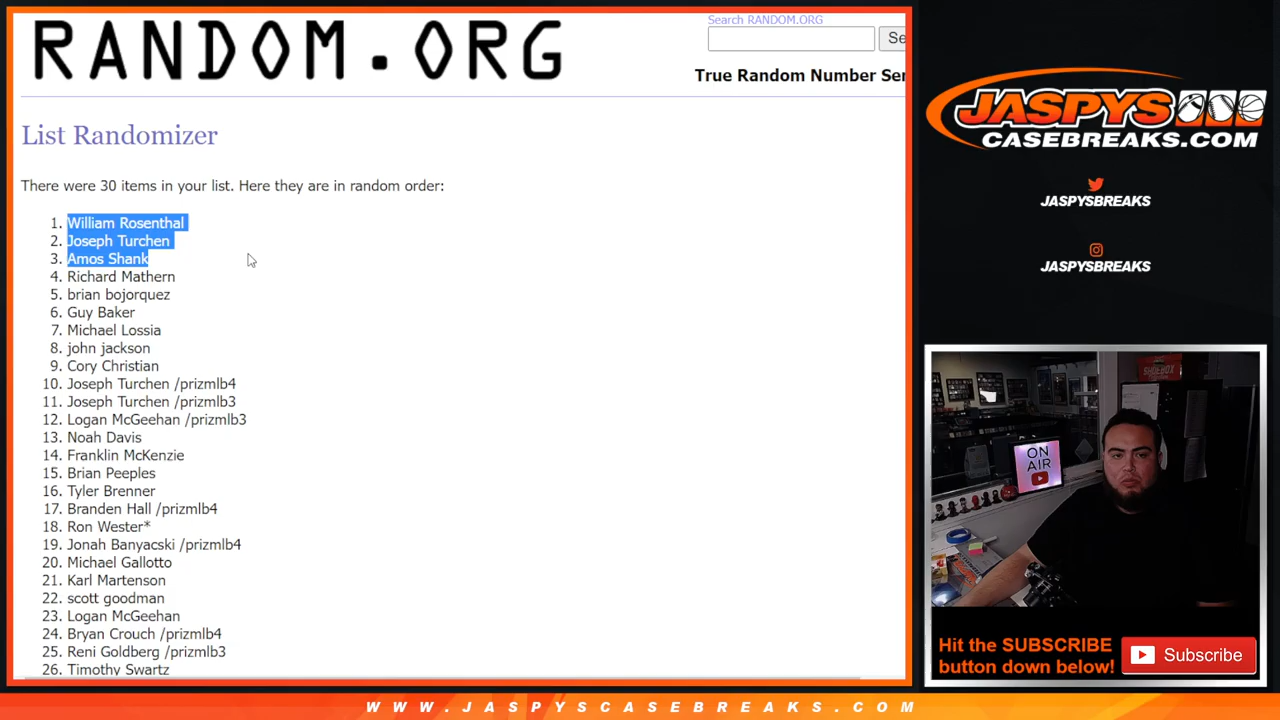 RANDOM.ORG
Search RANDOM.ORG
Se
True Random Number Ser
List Randomizer
There were 30 items in your list. Here they are in random order:
1. William Rosenthal
2. Joseph Turchen
3. Amos Shank
4. Richard Mathern
5. brian bojorquez
6. Guy Baker
7. Michael Lossia
8. john jackson
9. Cory Christian
10. Joseph Turchen /prizmlb4
11. Joseph Turchen /prizmlb3
12. Logan McGeehan /prizmlb3
13. Noah Davis
14. Franklin McKenzie
15. Brian Peeples
16. Tyler Brenner
17. Branden Hall /prizmlb4
18. Ron Wester*
19. Jonah Banyacski /prizmlb4
20. Michael Gallotto
21. Karl Martenson
22. scott goodman
23. Logan McGeehan
24. Bryan Crouch /prizmlb4
25. Reni Goldberg /prizmlb3
26. Timothy Swartz
JASPYS
CASEBREAKS.COM
JASPYSBREAKS
JASPYSBREAKS
SHOEBOX
ON
AIR
Hit the SUBSCRIBE
button down below!
Subscribe
WWW.JASPYSCASEBREAKS.COM